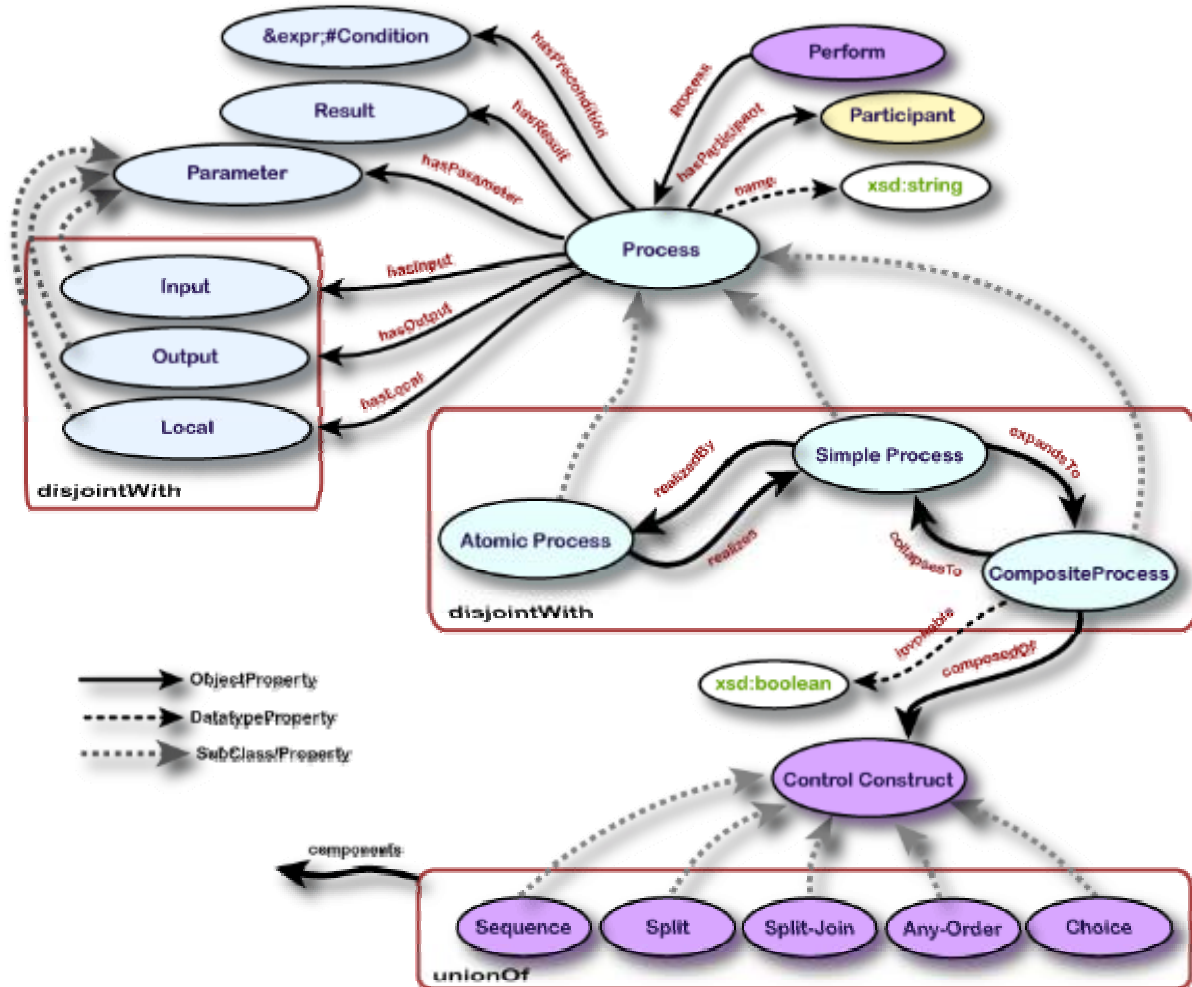 &expr;#Condition
hasPrecondition
process
Perform
Result
hasResult
hasParticipant
Participant
Parameter
hasParameter
name
xsd:string
Process
Input
hasInput
Output
hasOutput
Local
hasLocal
disjointWith
realizedBy
Simple Process
expandsTo
Atomic Process
realizes
collapsesTo
CompositeProcess
disjointWith
invokable
composedOf
xsd:boolean
ObjectProperty
DatatypeProperty
SubClass/Property
Control Construct
components
Sequence
Split
Split-Join
Any-Order
Choice
unionOf